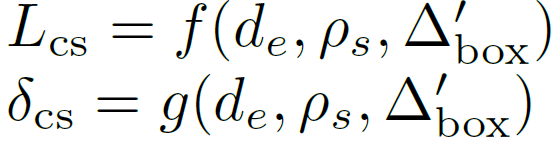 L_cs = f(d_e, ρ_s, Δ′_box)
δ_cs = g(d_e, ρ_s, Δ′_box)